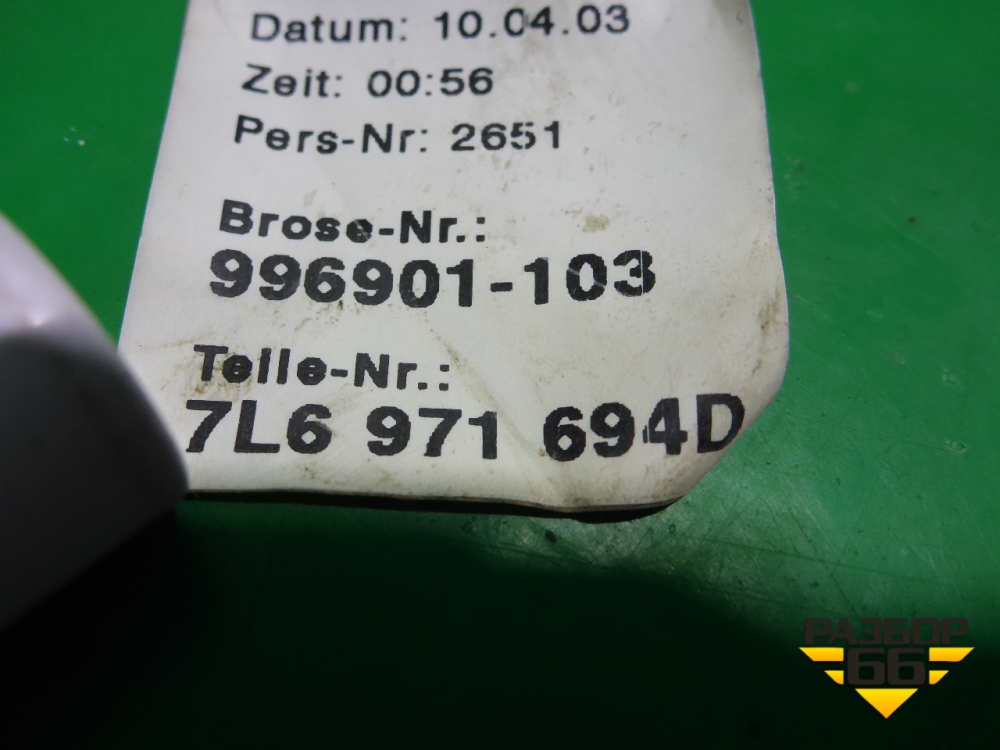 Datum: 10.04.03
Zeit: 00:56
Pers-Nr: 2651
Brose-Nr.:
996901-103
Teile-Nr.:
7L6 971 694D
РАЗБОР
66